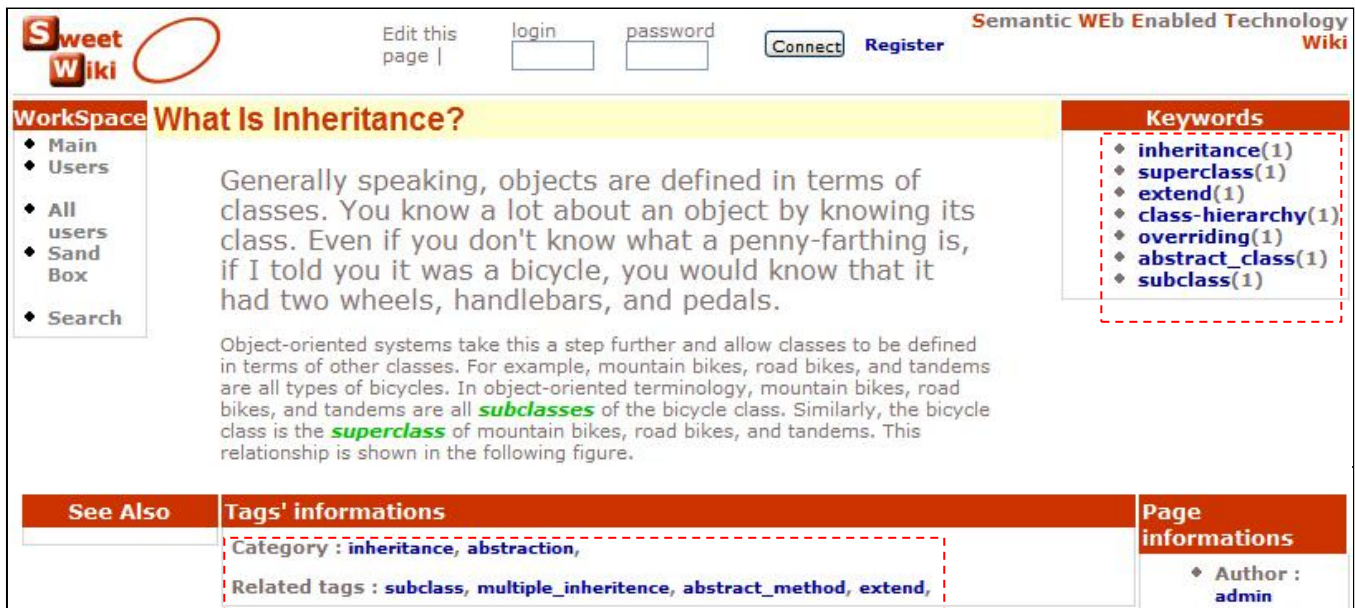 Sweet
Wiki
Edit this
page |
login
password
Connect
Register
Semantic WEb Enabled Technology
Wiki
WorkSpace
Main
Users
All
users
Sand
Box
Search
What Is Inheritance?
Generally speaking, objects are defined in terms of
classes. You know a lot about an object by knowing its
class. Even if you don't know what a penny-farthing is,
if I told you it was a bicycle, you would know that it
had two wheels, handlebars, and pedals.
Object-oriented systems take this a step further and allow classes to be defined
in terms of other classes. For example, mountain bikes, road bikes, and tandems
are all types of bicycles. In object-oriented terminology, mountain bikes, road
bikes, and tandems are all subclasses of the bicycle class. Similarly, the bicycle
class is the superclass of mountain bikes, road bikes, and tandems. This
relationship is shown in the following figure.
Keywords
inheritance(1)
superclass(1)
extend(1)
class-hierarchy(1)
overriding(1)
abstract_class(1)
subclass(1)
See Also
Tags' informations
Category : inheritance, abstraction,
Related tags : subclass, multiple_inheritence, abstract_method, extend,
Page
informations
Author :
admin